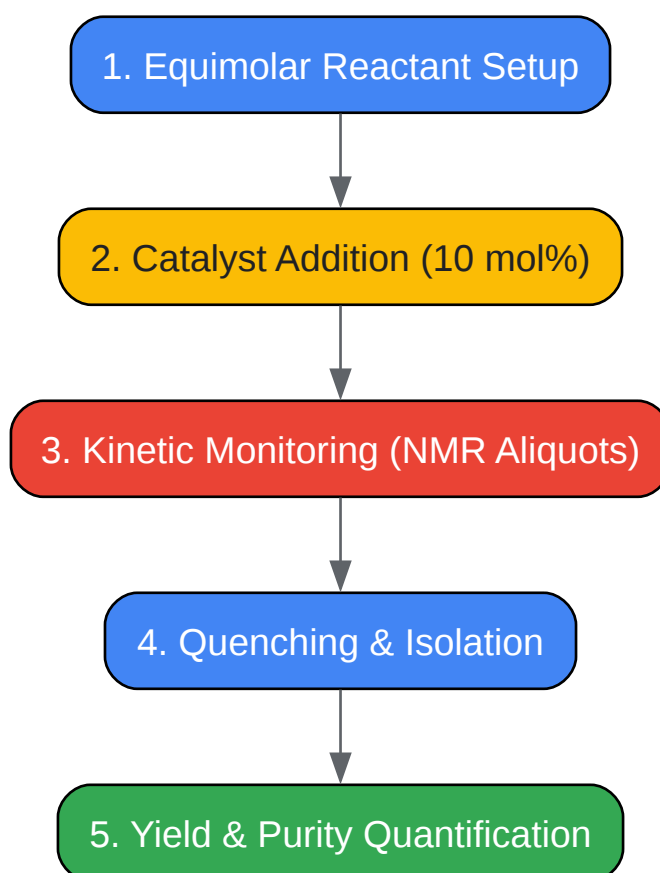 1. Equimolar Reactant Setup
2. Catalyst Addition (10 mol%)
3. Kinetic Monitoring (NMR Aliquots)
4. Quenching & Isolation
5. Yield & Purity Quantification